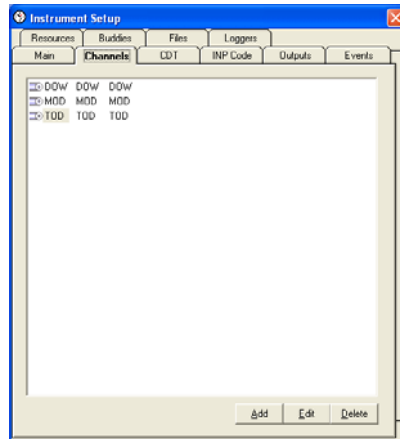 Instrument Setup
Resources Buddies Files Loggers
Main Channels CDT INP Code Outputs Events
DOW DOW DOW
MOD MOD MOD
TOD TOD TOD
Add Edit Delete